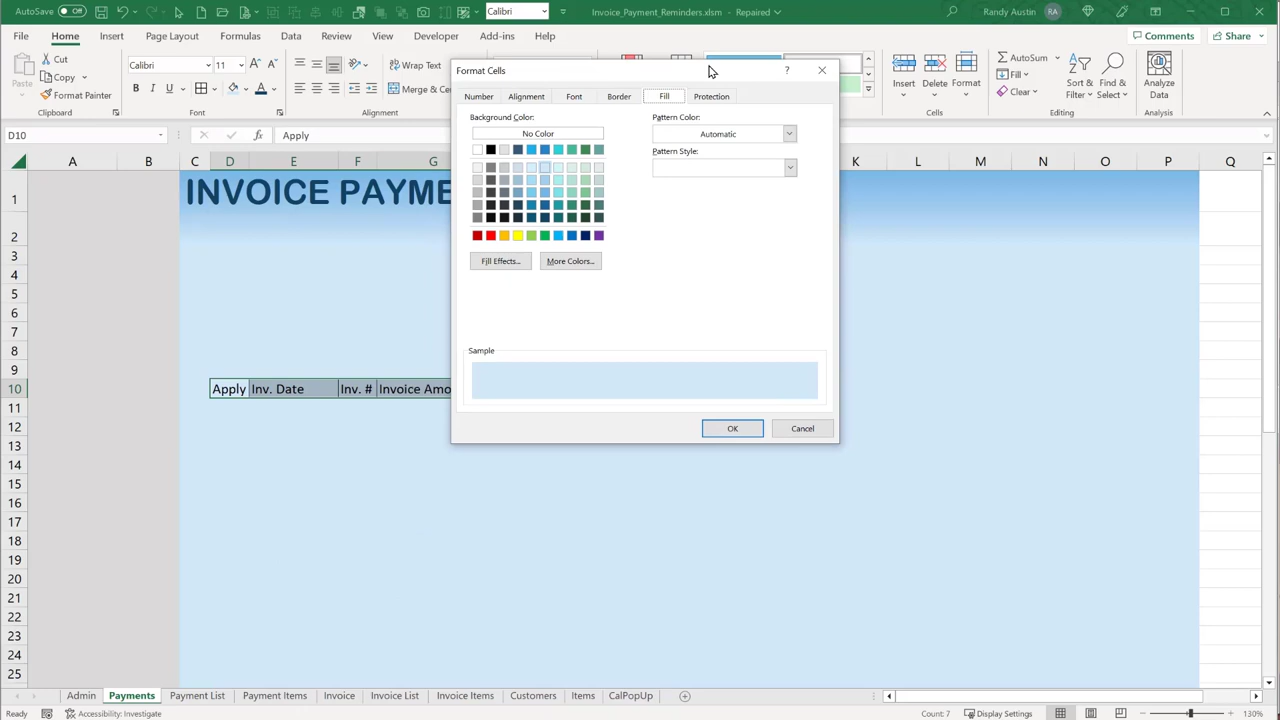 AutoSave Off Calibri Invoice_Payment_Reminders.xlsm - Repaired Randy Austin RA
File Home Insert Page Layout Formulas Data Review View Developer Add-ins Help Comments Share
Paste
Cut
Copy
Format Painter
Clipboard
Calibri 11
B I U
Font
Wrap Text
Merge & Ce
Insert Delete Format
Cells
AutoSum
Fill
Clear
Sort &
Filter
Find &
Select
Editing
Analyze
Data
Analysis
D10 fx Apply
A B C D E F G K L M N O P Q
1 INVOICE PAYME
2
3
4
5
6
7
8
9
10 Apply Inv. Date Inv. # Invoice Amo
11
12
13
14
15
16
17
18
19
20
21
22
23
24
25
Format Cells ?
Number Alignment Font Border Fill Protection
Background Color:
No Color
Fill Effects... More Colors...
Pattern Color:
Automatic
Pattern Style:
Sample
OK Cancel
Admin Payments Payment List Payment Items Invoice Invoice List Invoice Items Customers Items CalPopUp
Ready Accessibility: Investigate Count: 7 Display Settings 130%